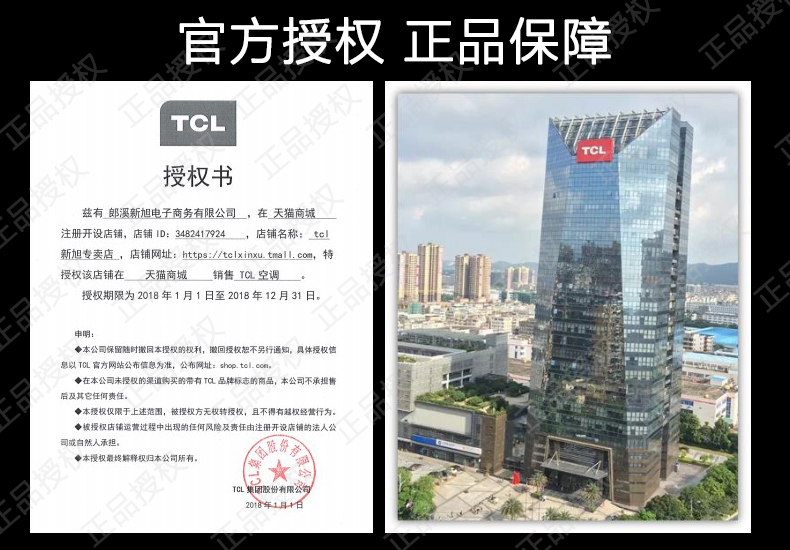 官方授权 正品保障
TCL
授权书
兹有 郎溪新旭电子商务有限公司 ，在 天猫商城
注册开设店铺，店铺 ID：3482417924 ，店铺名称： tcl
新旭专卖店 ，店铺网址：https://tclxinxu.tmall.com，特
授权该店铺在 天猫商城 销售 TCL 空调 。
授权期限为 2018 年 1 月 1 日至 2018 年 12 月 31 日。
申明：
◆本公司保留随时撤回本授权的权利，撤回授权恕不另行通知，具体授权信
息以 TCL 官方网站公布信息为准，公布网址：shop.tcl.com。
◆在本公司未授权的渠道购买的带有 TCL 品牌标志的商品，本公司不承担售
后及其它任何责任。
◆本授权仅限于上述范围，被授权方无权转授权，且不得有越权经营行为。
◆被授权店铺运营过程中出现的任何风险及责任由注册开设店铺的法人公
司或自然人承担。
◆本授权最终解释权归本公司所有。
TCL集团股份有限公司
TCL 集团股份有限公司
2018 年 1 月 1 日
TCL
正品授权